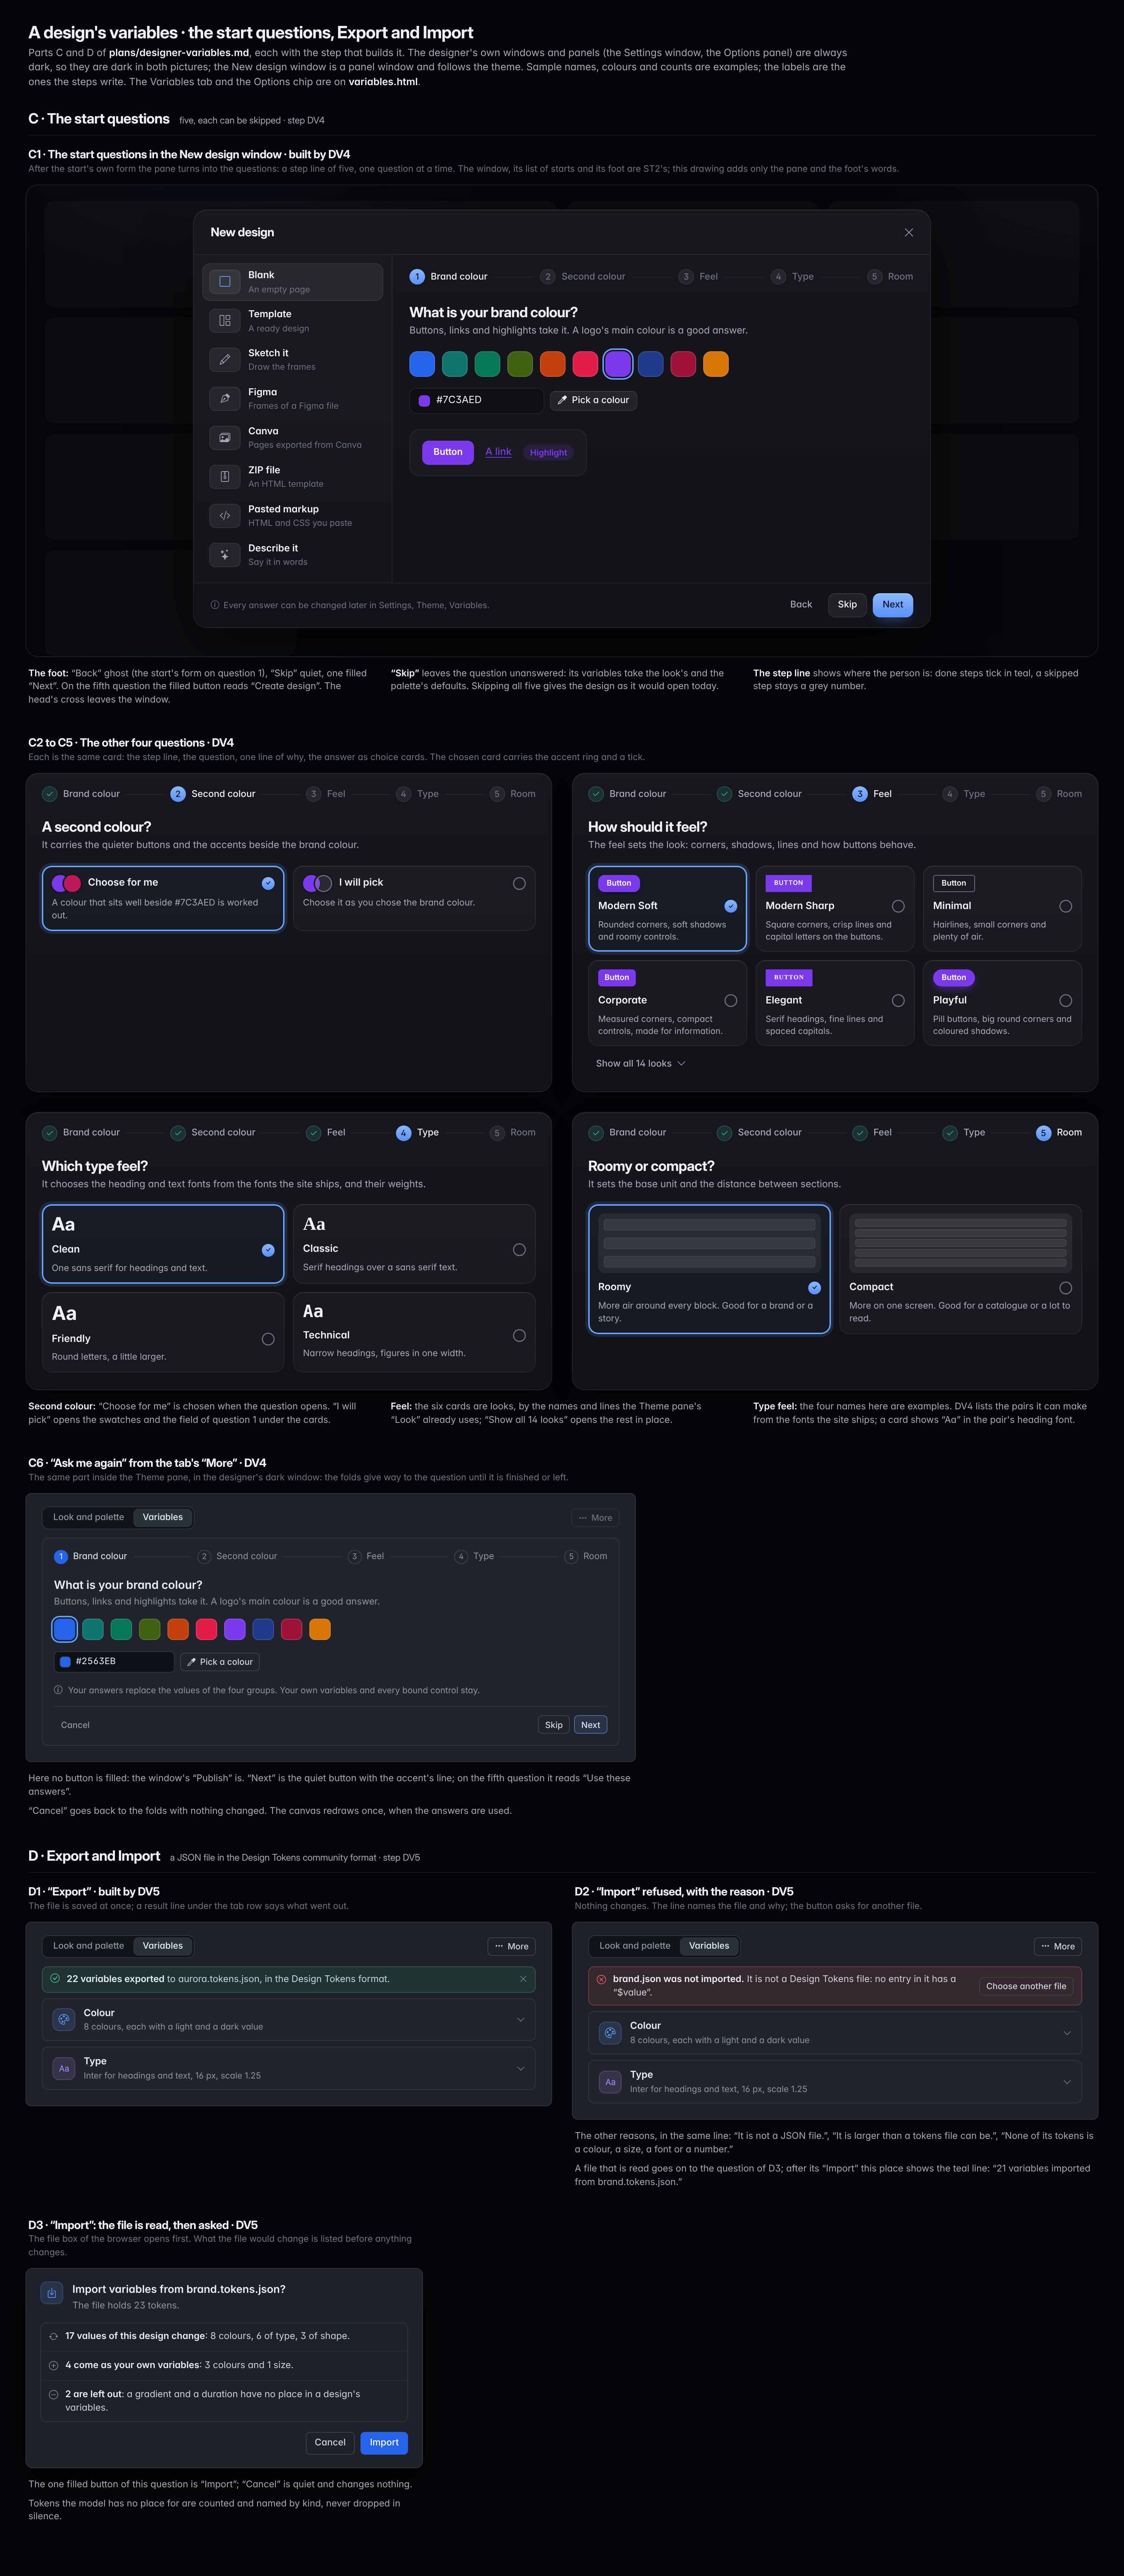 A design's variables · the start questions, Export and Import
Parts C and D of plans/designer-variables.md, each with the step that builds it. The designer's own windows and panels (the Settings window, the Options panel) are always
dark, so they are dark in both pictures; the New design window is a panel window and follows the theme. Sample names, colours and counts are examples; the labels are the
ones the steps write. The Variables tab and the Options chip are on variables.html.
C · The start questions five, each can be skipped · step DV4
C1 · The start questions in the New design window · built by DV4
After the start's own form the pane turns into the questions: a step line of five, one question at a time. The window, its list of starts and its foot are ST2's; this drawing adds only the pane and the foot's words.
New design
Blank
An empty page
Template
A ready design
Sketch it
Draw the frames
Figma
Frames of a Figma file
Canva
Pages exported from Canva
ZIP file
An HTML template
Pasted markup
HTML and CSS you paste
Describe it
Say it in words
1 Brand colour 2 Second colour 3 Feel 4 Type 5 Room
What is your brand colour?
Buttons, links and highlights take it. A logo's main colour is a good answer.
#7C3AED Pick a colour
Button A link Highlight
Every answer can be changed later in Settings, Theme, Variables.
Back Skip Next
The foot: “Back” ghost (the start's form on question 1), “Skip” quiet, one filled
“Next”. On the fifth question the filled button reads “Create design”. The
head's cross leaves the window.
“Skip” leaves the question unanswered: its variables take the look's and the
palette's defaults. Skipping all five gives the design as it would open today.
The step line shows where the person is: done steps tick in teal, a skipped
step stays a grey number.
C2 to C5 · The other four questions · DV4
Each is the same card: the step line, the question, one line of why, the answer as choice cards. The chosen card carries the accent ring and a tick.
Brand colour 2 Second colour 3 Feel 4 Type 5 Room
A second colour?
It carries the quieter buttons and the accents beside the brand colour.
Choose for me
A colour that sits well beside #7C3AED is worked
out.
I will pick
Choose it as you chose the brand colour.
Brand colour Second colour 3 Feel 4 Type 5 Room
How should it feel?
The feel sets the look: corners, shadows, lines and how buttons behave.
Button
Modern Soft
Rounded corners, soft shadows
and roomy controls.
BUTTON
Modern Sharp
Square corners, crisp lines and
capital letters on the buttons.
Button
Minimal
Hairlines, small corners and
plenty of air.
Button
Corporate
Measured corners, compact
controls, made for information.
BUTTON
Elegant
Serif headings, fine lines and
spaced capitals.
Button
Playful
Pill buttons, big round corners and
coloured shadows.
Show all 14 looks
Brand colour Second colour Feel 4 Type 5 Room
Which type feel?
It chooses the heading and text fonts from the fonts the site ships, and their weights.
Aa
Clean
One sans serif for headings and text.
Aa
Classic
Serif headings over a sans serif text.
Aa
Friendly
Round letters, a little larger.
Aa
Technical
Narrow headings, figures in one width.
Brand colour Second colour Feel Type 5 Room
Roomy or compact?
It sets the base unit and the distance between sections.
Roomy
More air around every block. Good for a brand or a
story.
Compact
More on one screen. Good for a catalogue or a lot to
read.
Second colour: “Choose for me” is chosen when the question opens. “I will
pick” opens the swatches and the field of question 1 under the cards.
Feel: the six cards are looks, by the names and lines the Theme pane's
“Look” already uses; “Show all 14 looks” opens the rest in place.
Type feel: the four names here are examples. DV4 lists the pairs it can make
from the fonts the site ships; a card shows “Aa” in the pair's heading font.
C6 · “Ask me again” from the tab's “More” · DV4
The same part inside the Theme pane, in the designer's dark window: the folds give way to the question until it is finished or left.
Look and palette Variables More
1 Brand colour 2 Second colour 3 Feel 4 Type 5 Room
What is your brand colour?
Buttons, links and highlights take it. A logo's main colour is a good answer.
#2563EB Pick a colour
Your answers replace the values of the four groups. Your own variables and every bound control stay.
Cancel Skip Next
Here no button is filled: the window's “Publish” is. “Next” is the quiet button with the accent's line; on the fifth question it reads “Use these
answers”.
“Cancel” goes back to the folds with nothing changed. The canvas redraws once, when the answers are used.
D · Export and Import a JSON file in the Design Tokens community format · step DV5
D1 · “Export” · built by DV5
The file is saved at once; a result line under the tab row says what went out.
Look and palette Variables More
22 variables exported to aurora.tokens.json, in the Design Tokens format.
Colour
8 colours, each with a light and a dark value
Aa Type
Inter for headings and text, 16 px, scale 1.25
D2 · “Import” refused, with the reason · DV5
Nothing changes. The line names the file and why; the button asks for another file.
Look and palette Variables More
brand.json was not imported. It is not a Design Tokens file: no entry in it has a
“$value”.
Choose another file
Colour
8 colours, each with a light and a dark value
Aa Type
Inter for headings and text, 16 px, scale 1.25
The other reasons, in the same line: “It is not a JSON file.”, “It is larger than a tokens file can be.”, “None of its tokens is
a colour, a size, a font or a number.”
A file that is read goes on to the question of D3; after its “Import” this place shows the teal line: “21 variables imported
from brand.tokens.json.”
D3 · “Import”: the file is read, then asked · DV5
The file box of the browser opens first. What the file would change is listed before anything
changes.
Import variables from brand.tokens.json?
The file holds 23 tokens.
17 values of this design change: 8 colours, 6 of type, 3 of shape.
4 come as your own variables: 3 colours and 1 size.
2 are left out: a gradient and a duration have no place in a design's
variables.
Cancel Import
The one filled button of this question is “Import”; “Cancel” is quiet and changes nothing.
Tokens the model has no place for are counted and named by kind, never dropped in
silence.